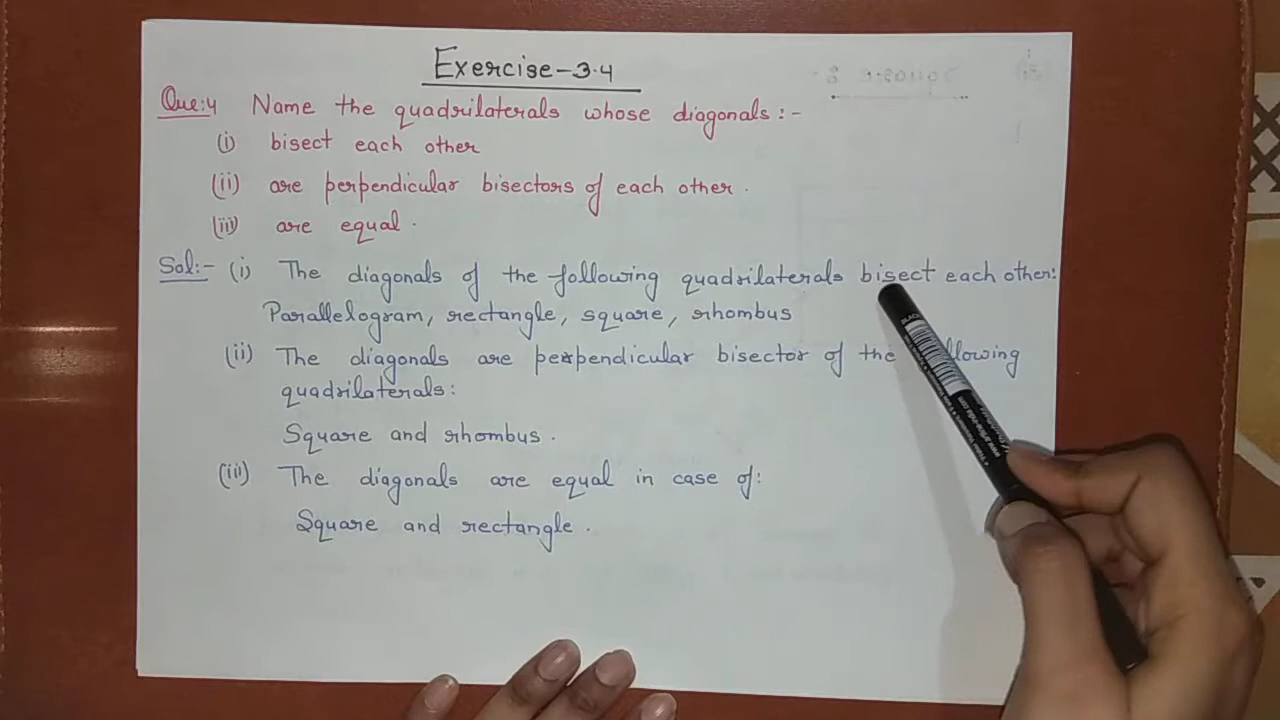 Exercise-3.4
Que:4 Name the quadrilaterals whose diagonals :-
(i) bisect each other
(ii) are perpendicular bisectors of each other.
(iii) are equal.
Sol:- (i) The diagonals of the following quadrilaterals bisect each other:
Parallelogram, rectangle, square, rhombus
(ii) The diagonals are perpendicular bisector of the llowing
quadrilaterals:
Square and rhombus.
(iii) The diagonals are equal in case of:
Square and rectangle.